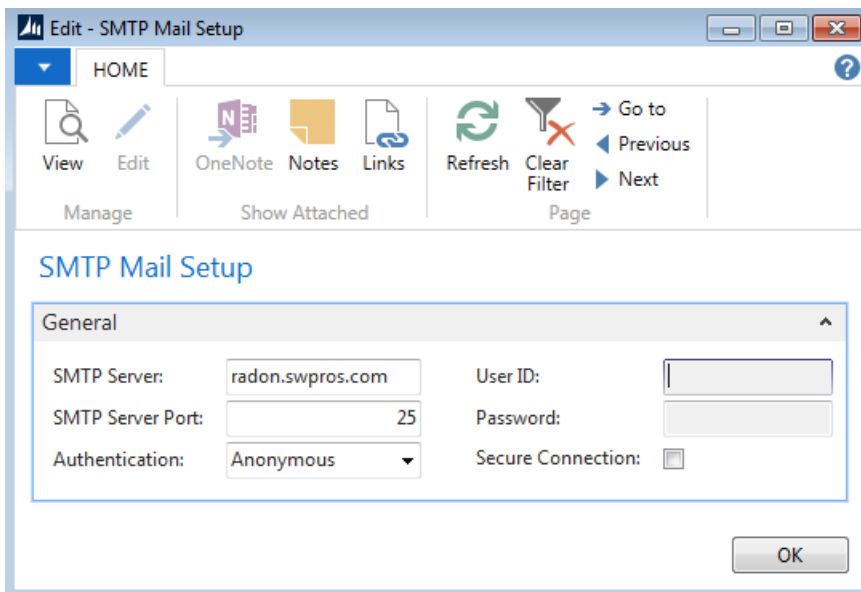 Edit - SMTP Mail Setup
HOME
View
Edit
OneNote
Notes
Links
Refresh
Clear
Filter
Go to
Previous
Next
Manage
Show Attached
Page
SMTP Mail Setup
General
SMTP Server: radon.swpros.com
User ID:
SMTP Server Port: 25
Password:
Authentication: Anonymous
Secure Connection:
OK